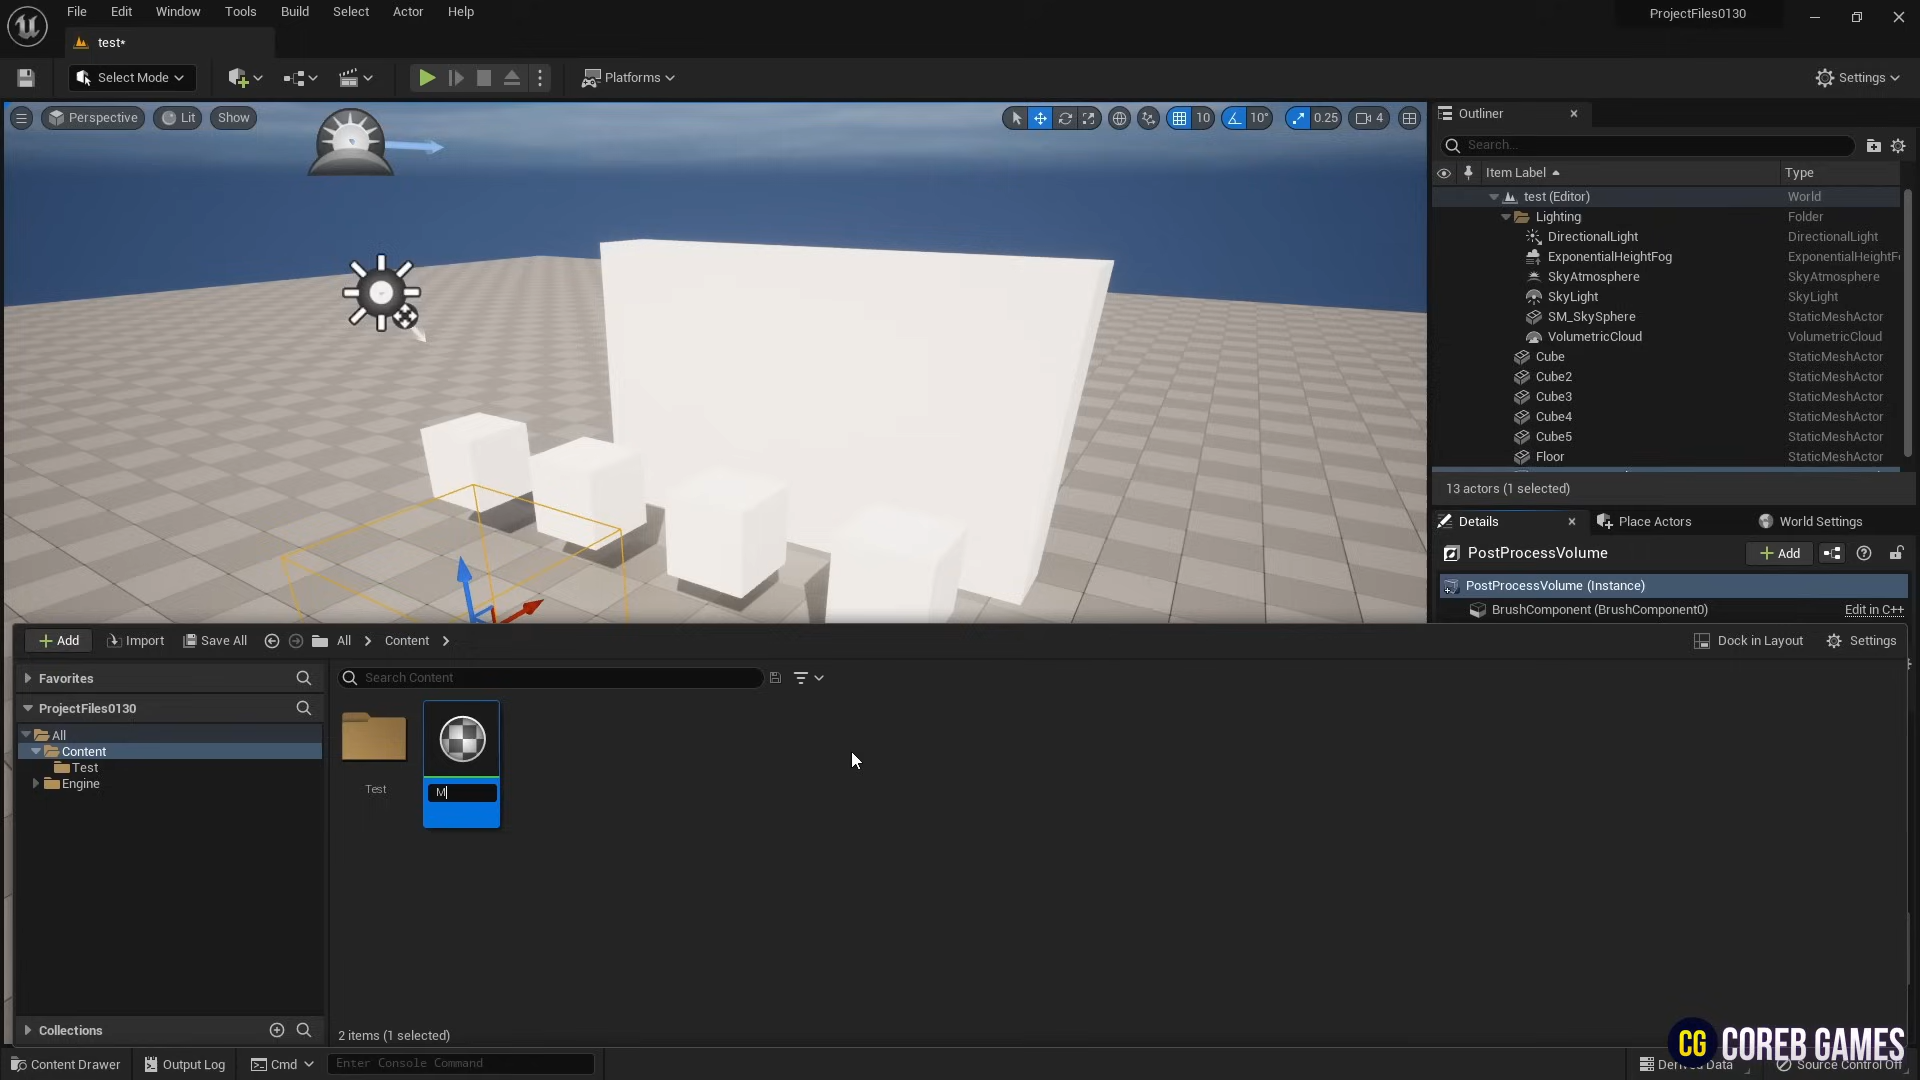 File Edit Window Tools Build Select Actor Help
ProjectFiles0130
test*
Select Mode
Platforms
Settings
Perspective
Lit
Show
10
10°
0.25
4
Outliner
Search...
Item Label
Type
test (Editor) World
Lighting Folder
DirectionalLight DirectionalLight
ExponentialHeightFog ExponentialHeightF
SkyAtmosphere SkyAtmosphere
SkyLight SkyLight
SM_SkySphere StaticMeshActor
VolumetricCloud VolumetricCloud
Cube StaticMeshActor
Cube2 StaticMeshActor
Cube3 StaticMeshActor
Cube4 StaticMeshActor
Cube5 StaticMeshActor
Floor StaticMeshActor
13 actors (1 selected)
Details
Place Actors
World Settings
PostProcessVolume
Add
PostProcessVolume (Instance)
BrushComponent (BrushComponent0) Edit in C++
Add
Import
Save All
All
Content
Dock in Layout
Settings
Favorites
Search Content
ProjectFiles0130
All
Content
Test
Engine
Test
M
Collections
2 items (1 selected)
Content Drawer
Output Log
Cmd
Enter Console Command
Derived Data
Source Control Off
CG COREB GAMES